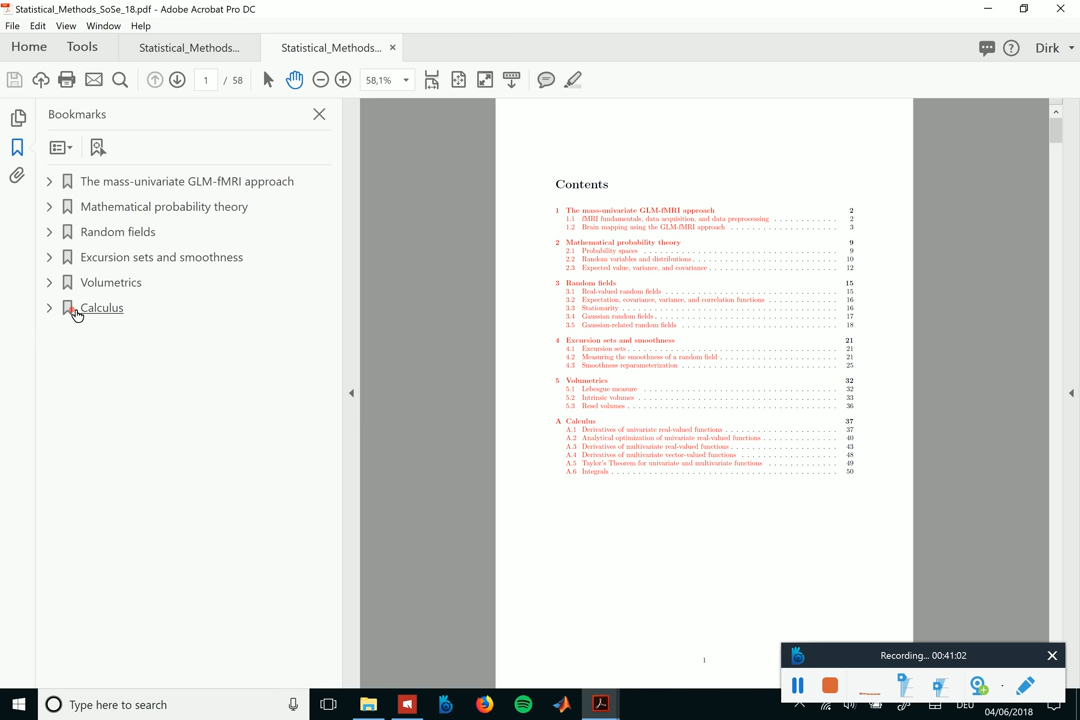 Statistical_Methods_SoSe_18.pdf - Adobe Acrobat Pro DC
File Edit View Window Help
Home Tools Statistical_Methods... Statistical_Methods... × Dirk
1 / 58 58,1%
Bookmarks
The mass-univariate GLM-fMRI approach
Mathematical probability theory
Random fields
Excursion sets and smoothness
Volumetrics
Calculus
Contents
1 The mass-univariate GLM-fMRI approach 2
1.1 fMRI fundamentals, data acquisition, and data preprocessing 3
1.2 Brain mapping using the GLM-fMRI approach 3
2 Mathematical probability theory 9
2.1 Probability spaces 9
2.2 Random variables and distributions 10
2.3 Expected value, variance, and covariance 12
3 Random fields 15
3.1 Real-valued random fields 15
3.2 Expectation, covariance, variance, and correlation functions 16
3.3 Stationarity 16
3.4 Gaussian random fields 17
3.5 Gaussian-related random fields 18
4 Excursion sets and smoothness 21
4.1 Excursion sets 21
4.2 Measuring the smoothness of a random field 21
4.3 Smoothness reparameterization 25
5 Volumetrics 32
5.1 Lebesgue measure 32
5.2 Intrinsic volumes 33
5.3 Resel volumes 36
A Calculus 37
A.1 Derivatives of univariate real-valued functions 37
A.2 Analytical optimization of univariate real-valued functions 40
A.3 Derivatives of multivariate real-valued functions 43
A.4 Derivatives of multivariate vector-valued functions 48
A.5 Taylor's Theorem for univariate and multivariate functions 49
A.6 Integrals 50
1
Recording... 00:41:02
Type here to search
DEU
04/06/2018